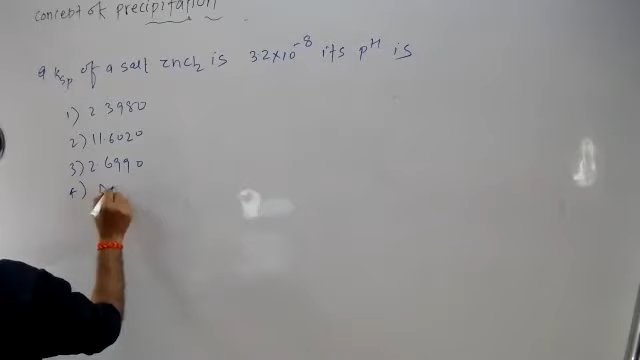 concept of precipitation
Q Ksp of a salt ZnCl2 is 32×10⁻⁸ its pH is
1) 2.3980
2) 11.6020
3) 2.6990
4)